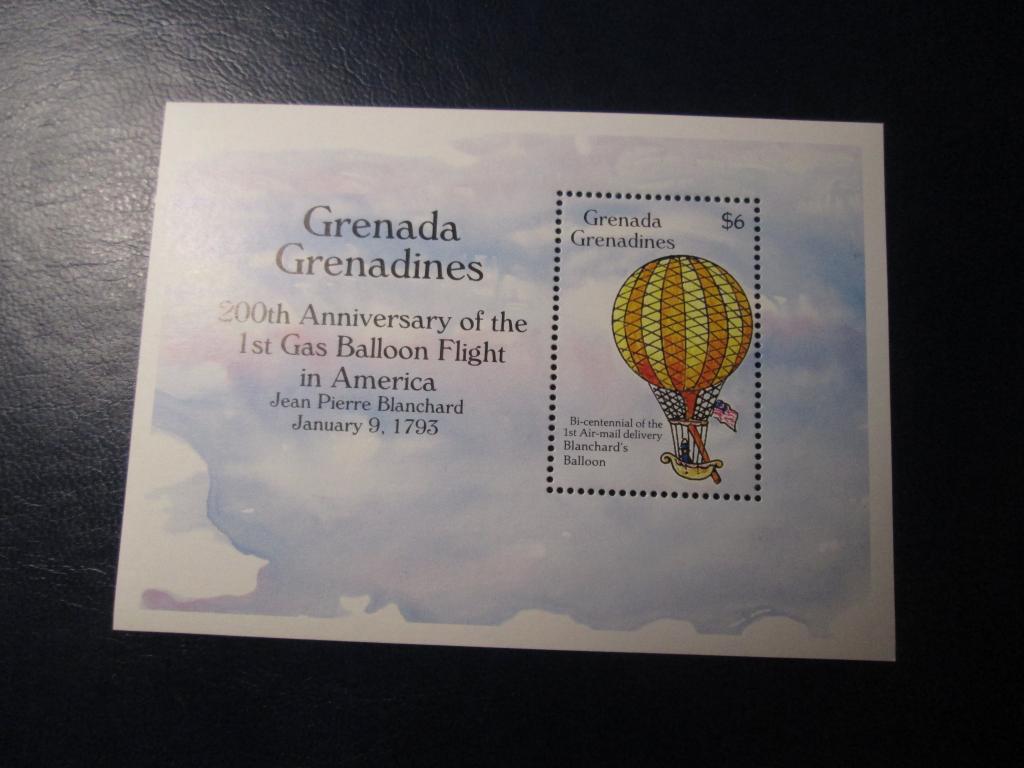 Grenada
Grenadines
200th Anniversary of the
1st Gas Balloon Flight
in America
Jean Pierre Blanchard
January 9, 1793
Grenada $6
Grenadines
Bi-centennial of the
1st Air-mail delivery
Blanchard's
Balloon